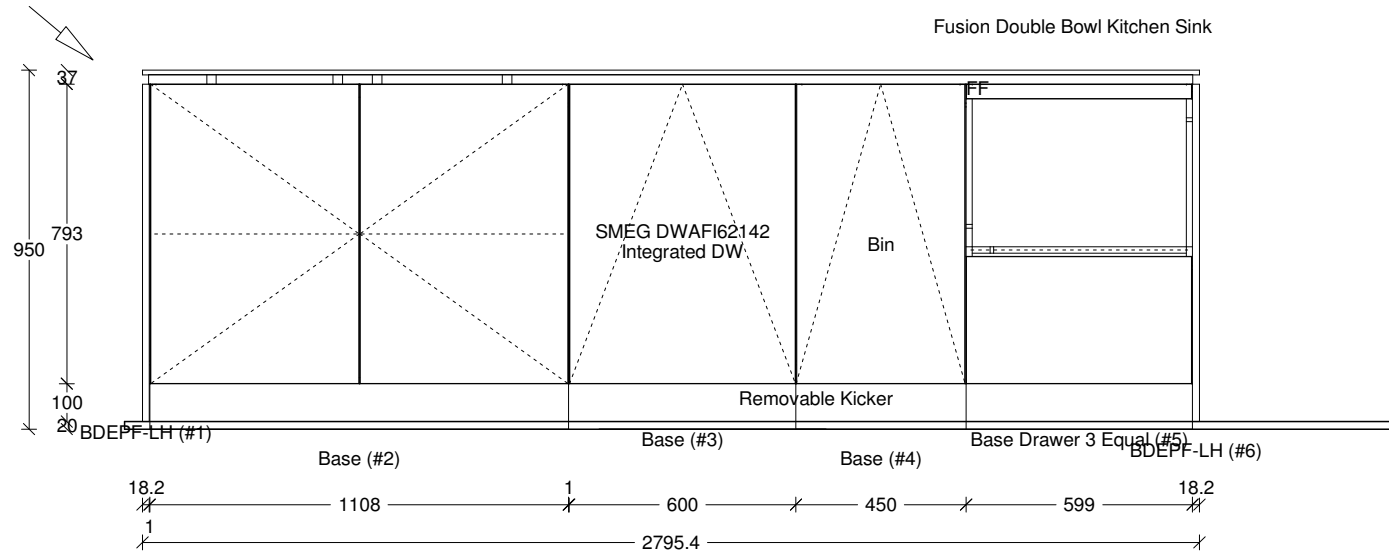 Fusion Double Bowl Kitchen Sink
37
FF
950
793
SMEG DWAFI62142
Integrated DW
Bin
100
Removable Kicker
20
BDEPF-LH (#1)
Base (#2)
Base (#3)
Base (#4)
Base Drawer 3 Equal (#5)
BDEPF-LH (#6)
18.2
1
1108
1
600
450
599
18.2
2795.4